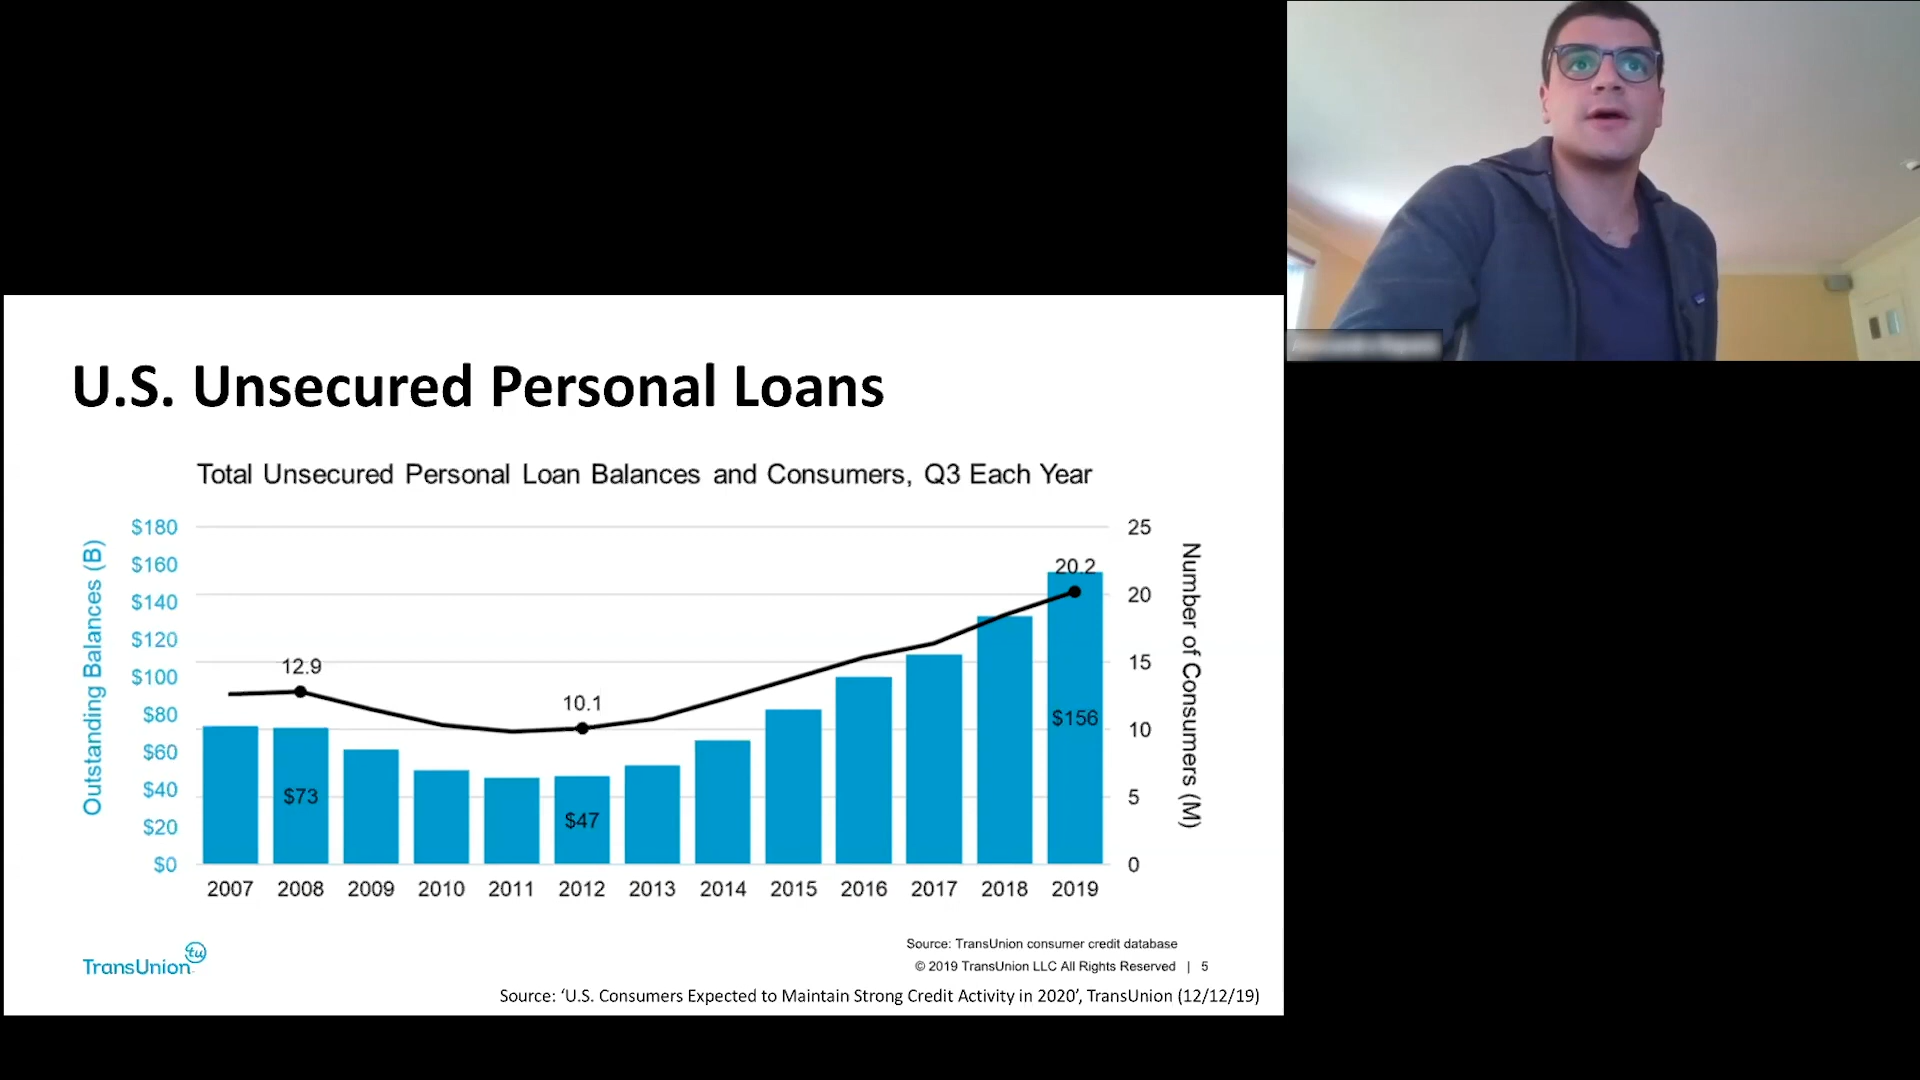 U.S. Unsecured Personal Loans
Total Unsecured Personal Loan Balances and Consumers, Q3 Each Year
Outstanding Balances (B)
$180
$160
$140
$120
$100
$80
$60
$40
$20
$0
12.9
10.1
20.2
$73
$47
$156
25
20
15
10
5
0
Number of Consumers (M)
2007 2008 2009 2010 2011 2012 2013 2014 2015 2016 2017 2018 2019
TransUnion tu
Source: TransUnion consumer credit database
© 2019 TransUnion LLC All Rights Reserved | 5
Source: ‘U.S. Consumers Expected to Maintain Strong Credit Activity in 2020’, TransUnion (12/12/19)